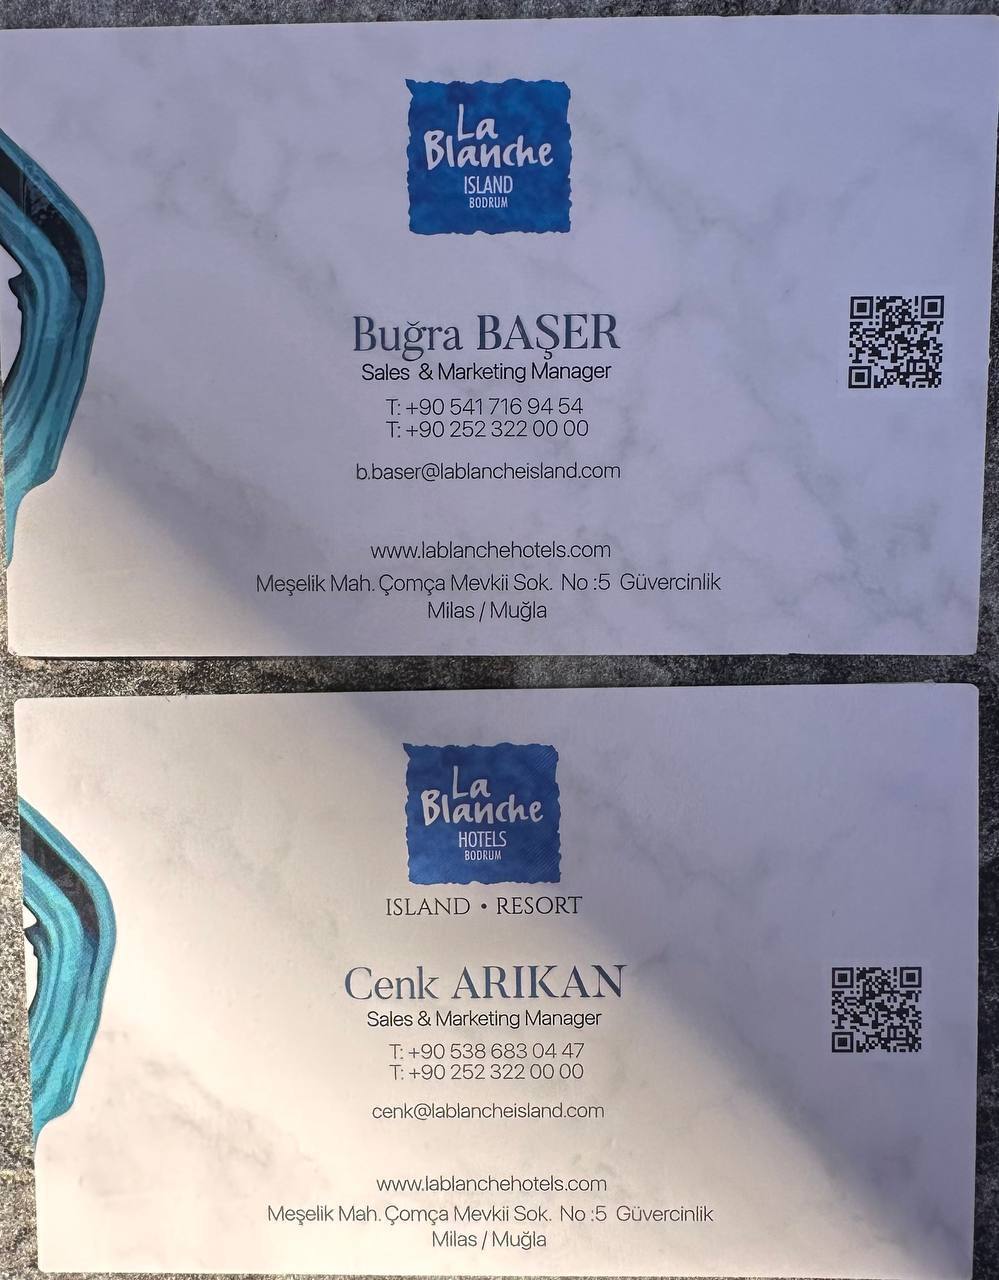 La
Blanche
ISLAND
BODRUM
Buğra BAŞER
Sales & Marketing Manager
T: +90 541 716 94 54
T: +90 252 322 00 00
b.baser@lablancheisland.com
www.lablanchehotels.com
Meşelik Mah. Çomça Mevkii Sok. No :5 Güvercinlik
Milas / Muğla
La
Blanche
HOTELS
BODRUM
ISLAND • RESORT
Cenk ARIKAN
Sales & Marketing Manager
T: +90 538 683 04 47
T: +90 252 322 00 00
cenk@lablancheisland.com
www.lablanchehotels.com
Meşelik Mah. Çomça Mevkii Sok. No :5 Güvercinlik
Milas / Muğla